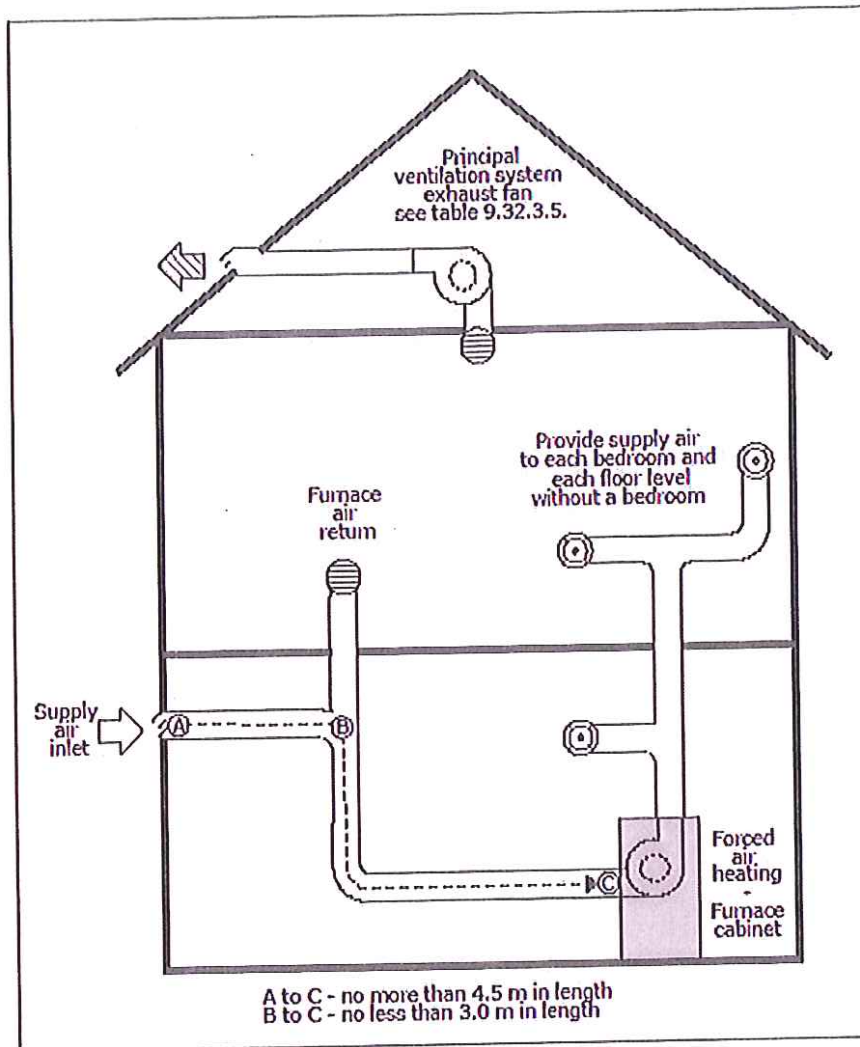 Principal
ventilation system
exhaust fan
see table 9.32.3.5.
Provide supply air
to each bedroom and
each floor level
without a bedroom
Furnace
air
return
Supply
air
inlet
A
B
C
Forced
air
heating
-
Furnace
cabinet
A to C - no more than 4.5 m in length
B to C - no less than 3.0 m in length